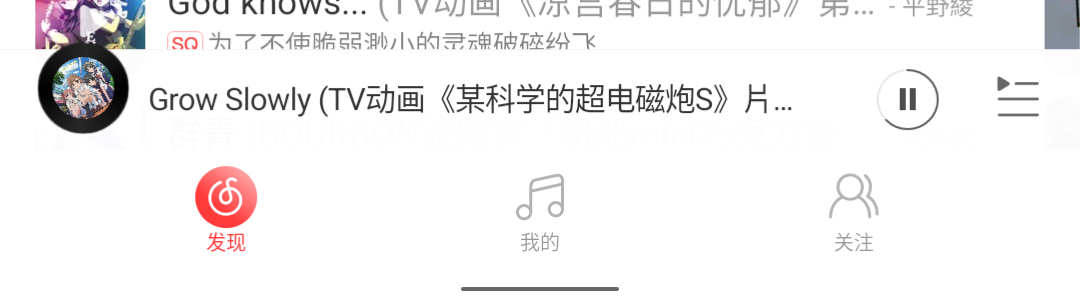 God knows... (TV动画《凉宫春日的忧郁》第… - 平野綾
SQ 为了不使脆弱渺小的灵魂破碎纷飞
Grow Slowly (TV动画《某科学的超电磁炮S》片…
群青 (BOURBON
发现
我的
关注